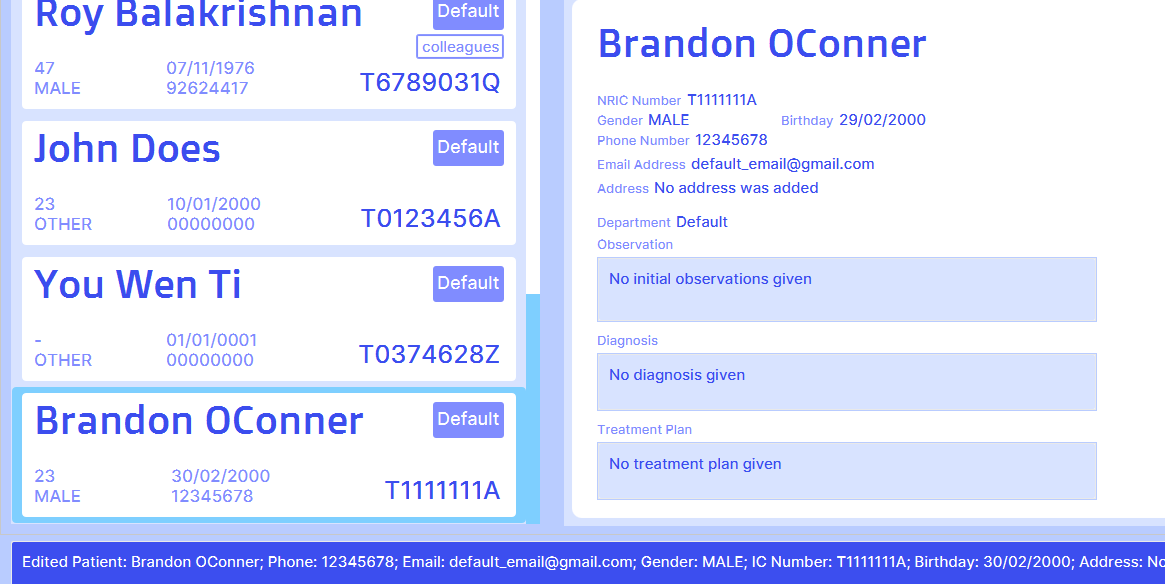 Roy Balakrishnan
Default
colleagues
47
07/11/1976
MALE
92624417
T6789031Q
John Does
Default
23
10/01/2000
OTHER
00000000
T0123456A
You Wen Ti
Default
-
01/01/0001
OTHER
00000000
T0374628Z
Brandon OConner
Default
23
30/02/2000
MALE
12345678
T1111111A
Brandon OConner
NRIC Number T1111111A
Gender MALE Birthday 29/02/2000
Phone Number 12345678
Email Address default_email@gmail.com
Address No address was added
Department Default
Observation
No initial observations given
Diagnosis
No diagnosis given
Treatment Plan
No treatment plan given
Edited Patient: Brandon OConner; Phone: 12345678; Email: default_email@gmail.com; Gender: MALE; IC Number: T1111111A; Birthday: 30/02/2000; Address: No